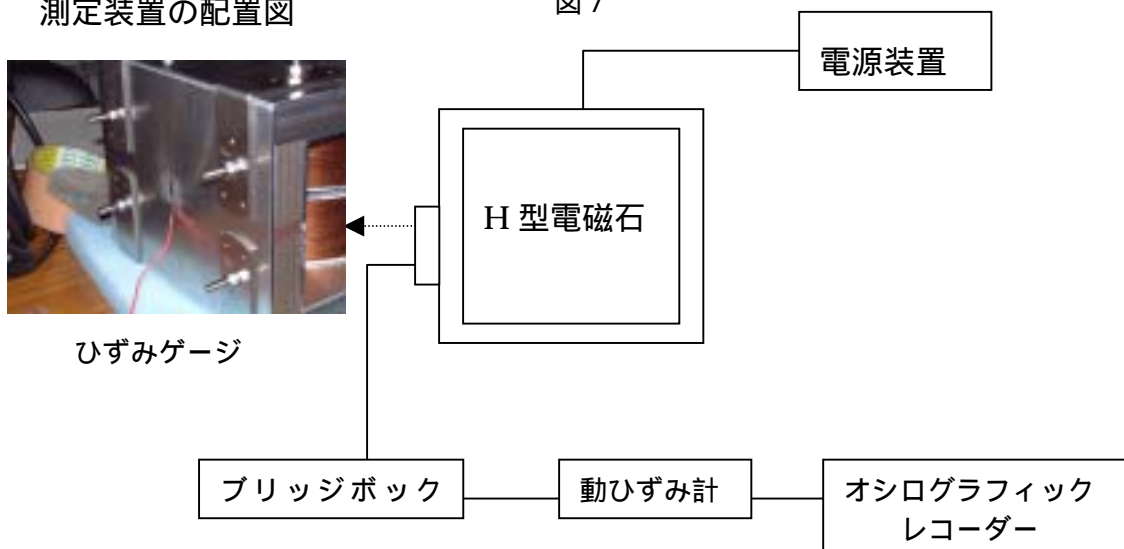 測定装置の配置図
図7
電源装置
H 型電磁石
ひずみゲージ
ブリッジボック
動ひずみ計
オシログラフィック
レコーダー